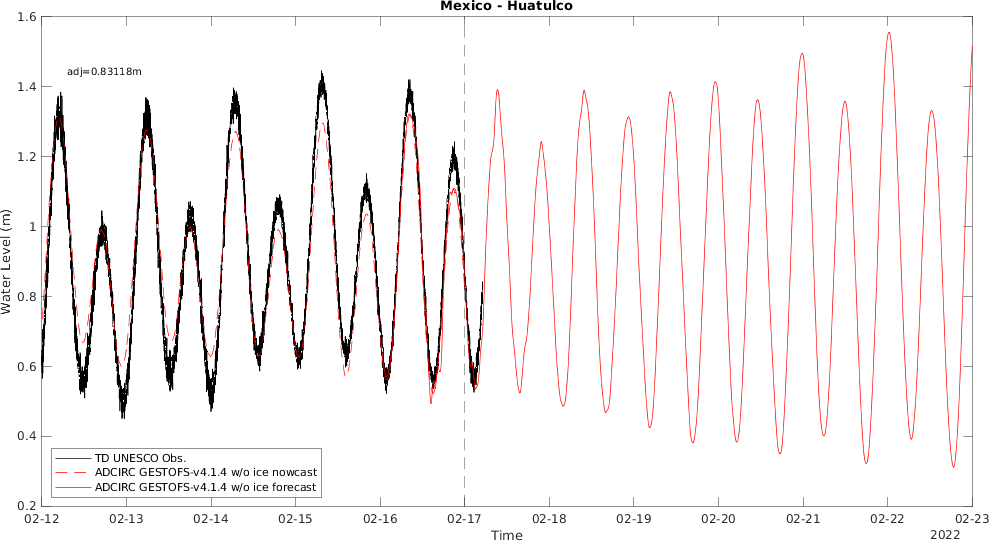 Mexico - Huatulco
1.6
1.4
1.2
1
0.8
0.6
0.4
0.2
Water Level (m)
adj=0.83118m
TD UNESCO Obs.
ADCIRC GESTOFS-v4.1.4 w/o ice nowcast
ADCIRC GESTOFS-v4.1.4 w/o ice forecast
02-12 02-13 02-14 02-15 02-16 02-17 02-18 02-19 02-20 02-21 02-22 02-23
Time
2022